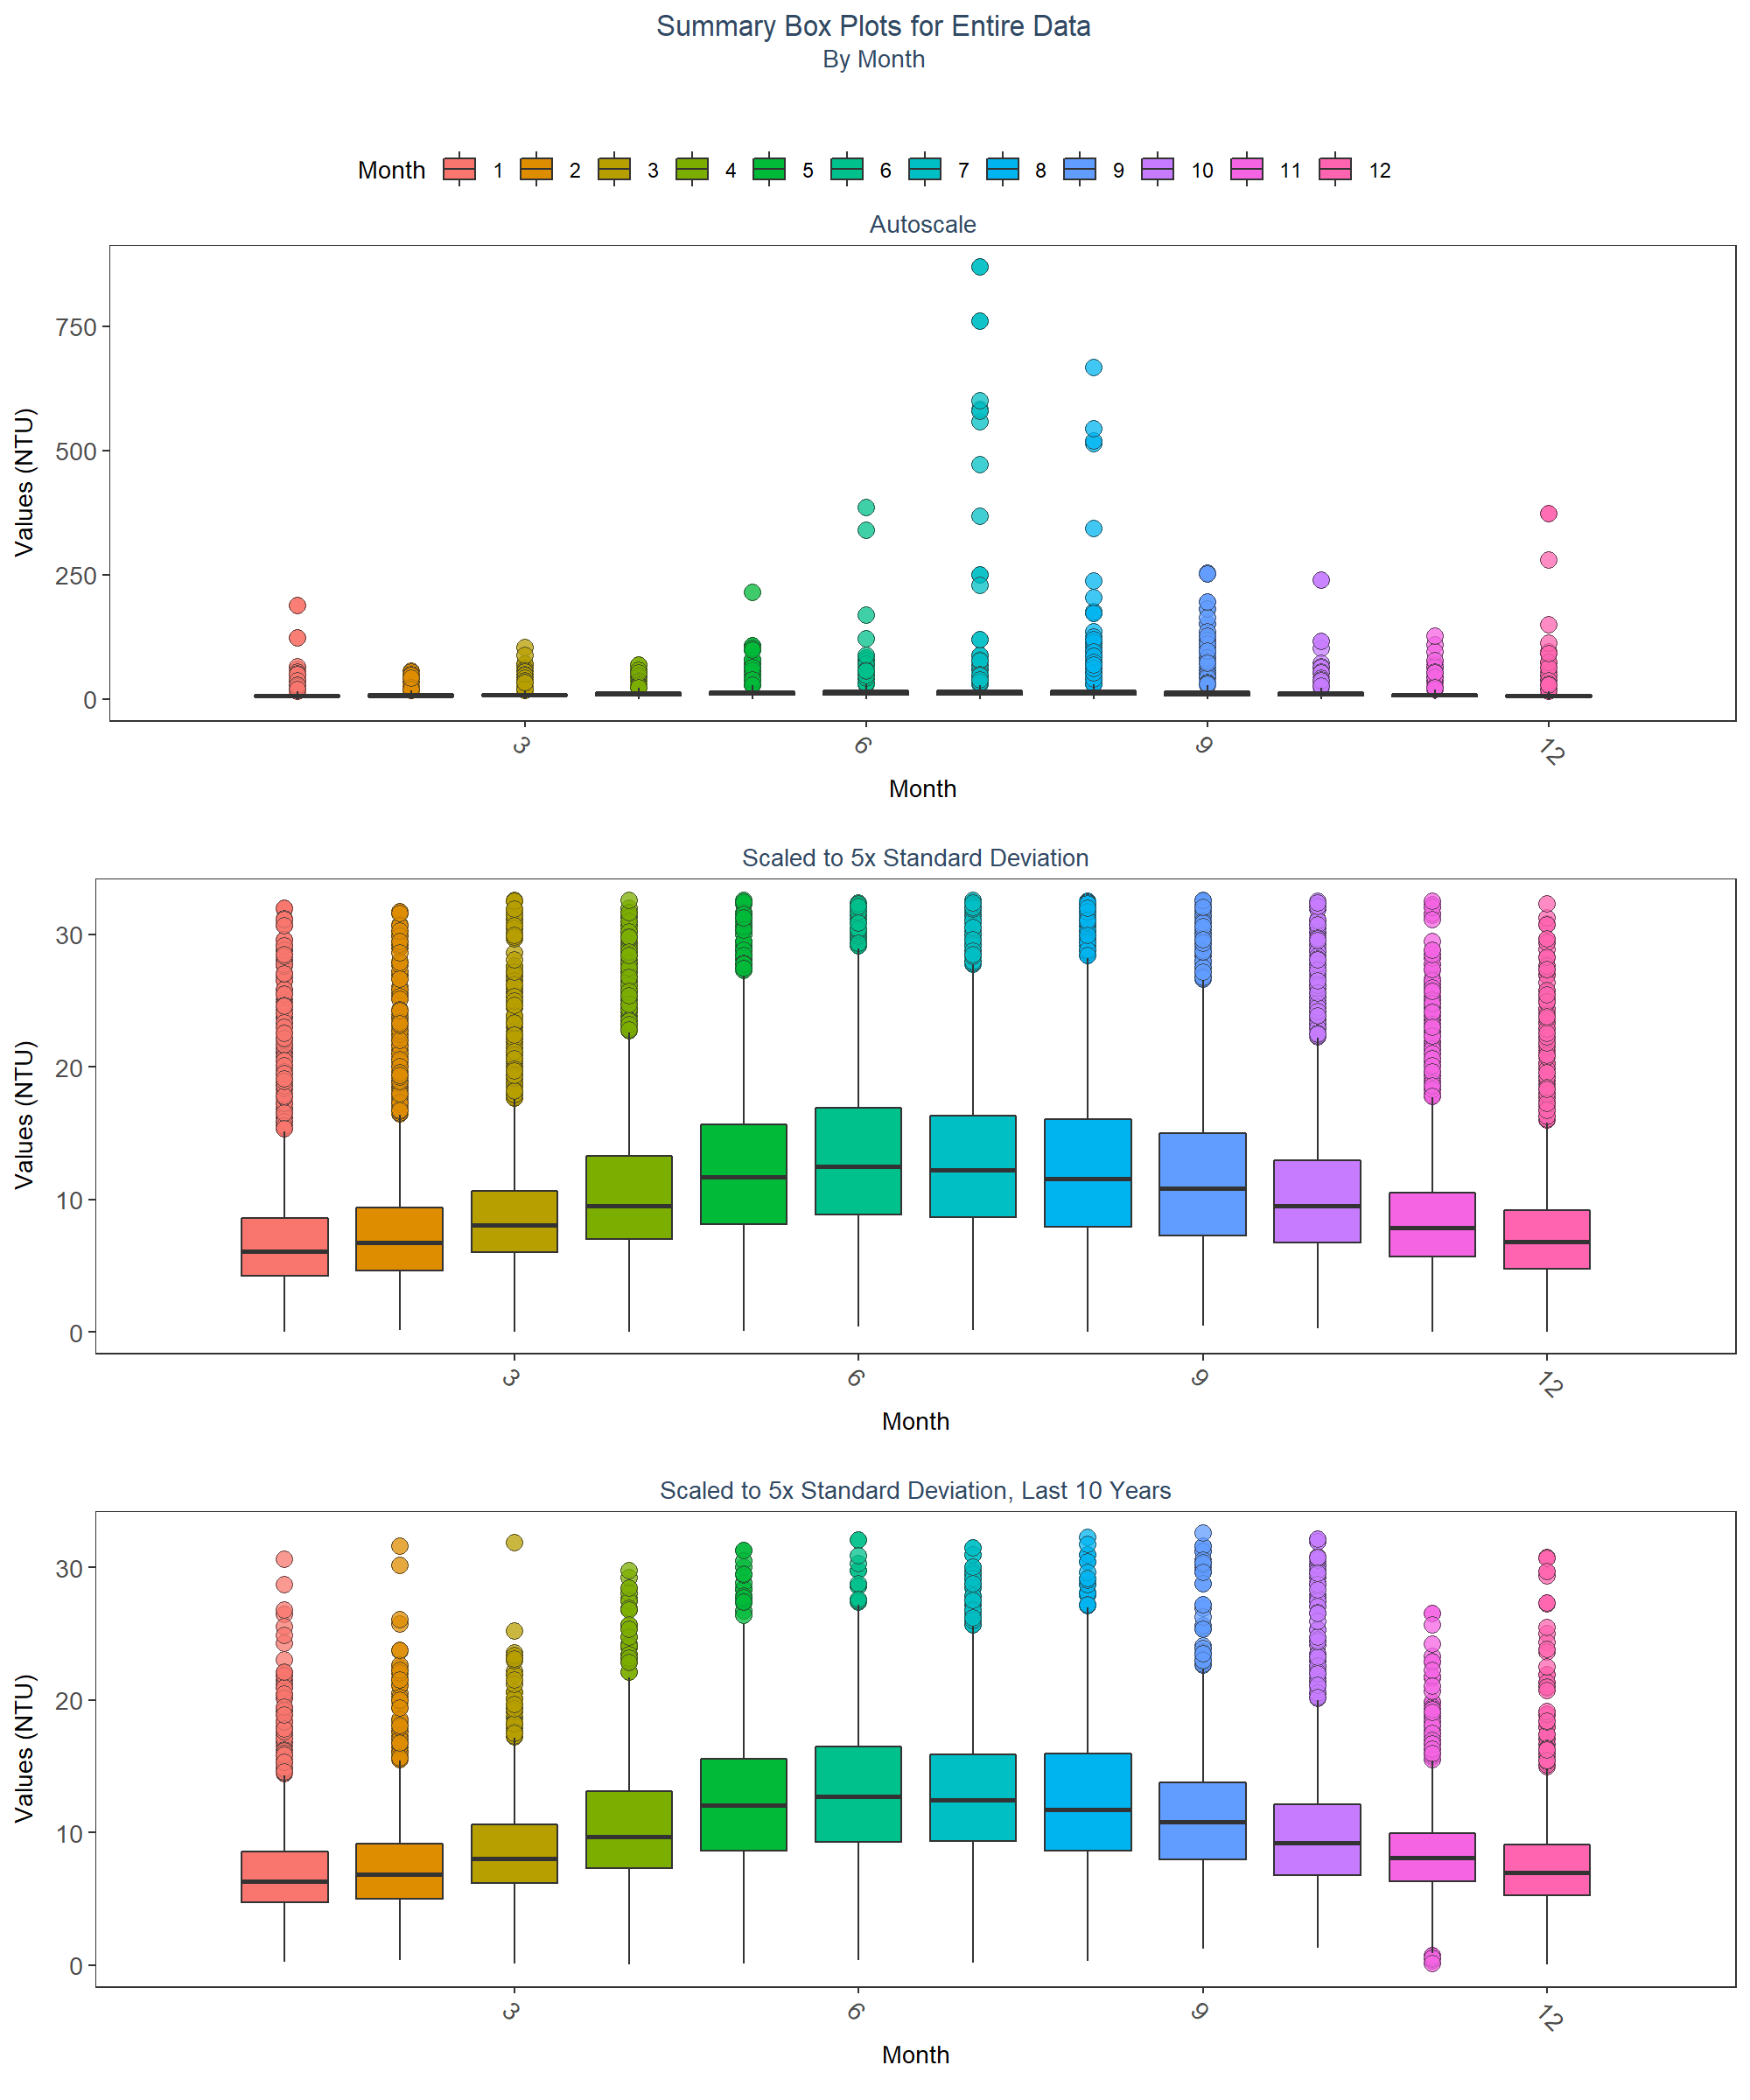 Summary Box Plots for Entire Data
By Month
Month 1 2 3 4 5 6 7 8 9 10 11 12
Autoscale
Values (NTU)
750
500
250
0
3 6 9 12
Month
Scaled to 5x Standard Deviation
Values (NTU)
30
20
10
0
3 6 9 12
Month
Scaled to 5x Standard Deviation, Last 10 Years
Values (NTU)
30
20
10
0
3 6 9 12
Month